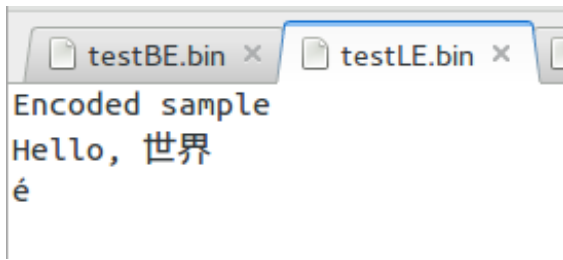 testBE.bin × testLE.bin ×
Encoded sample
Hello, 世界
é